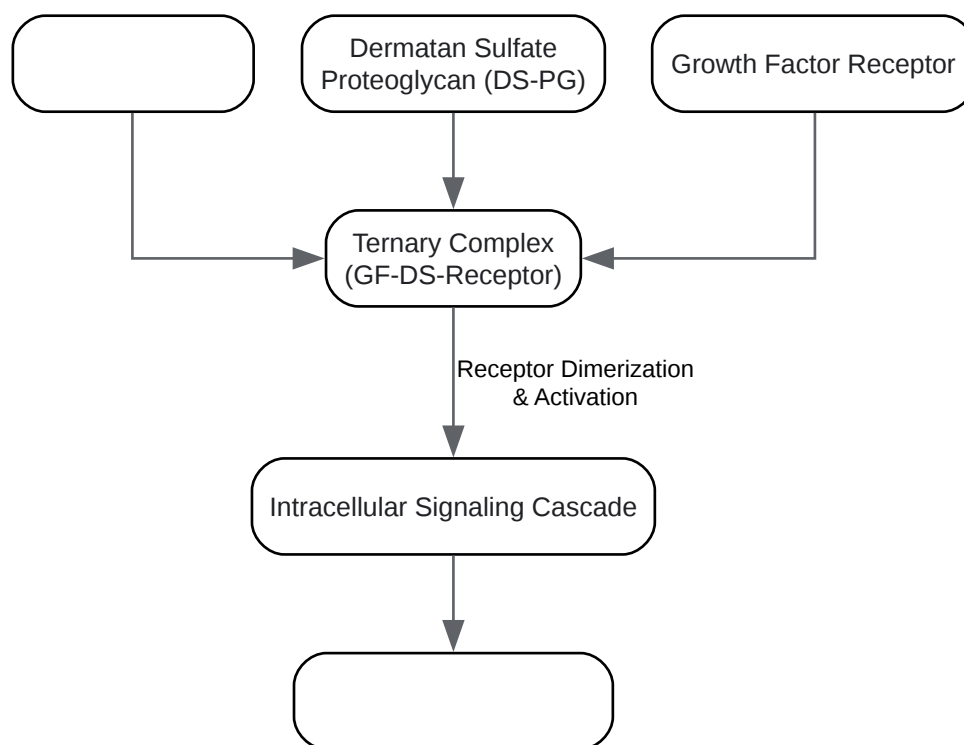 Dermatan Sulfate
Proteoglycan (DS-PG)
Growth Factor Receptor
Ternary Complex
(GF-DS-Receptor)
Receptor Dimerization
& Activation
Intracellular Signaling Cascade